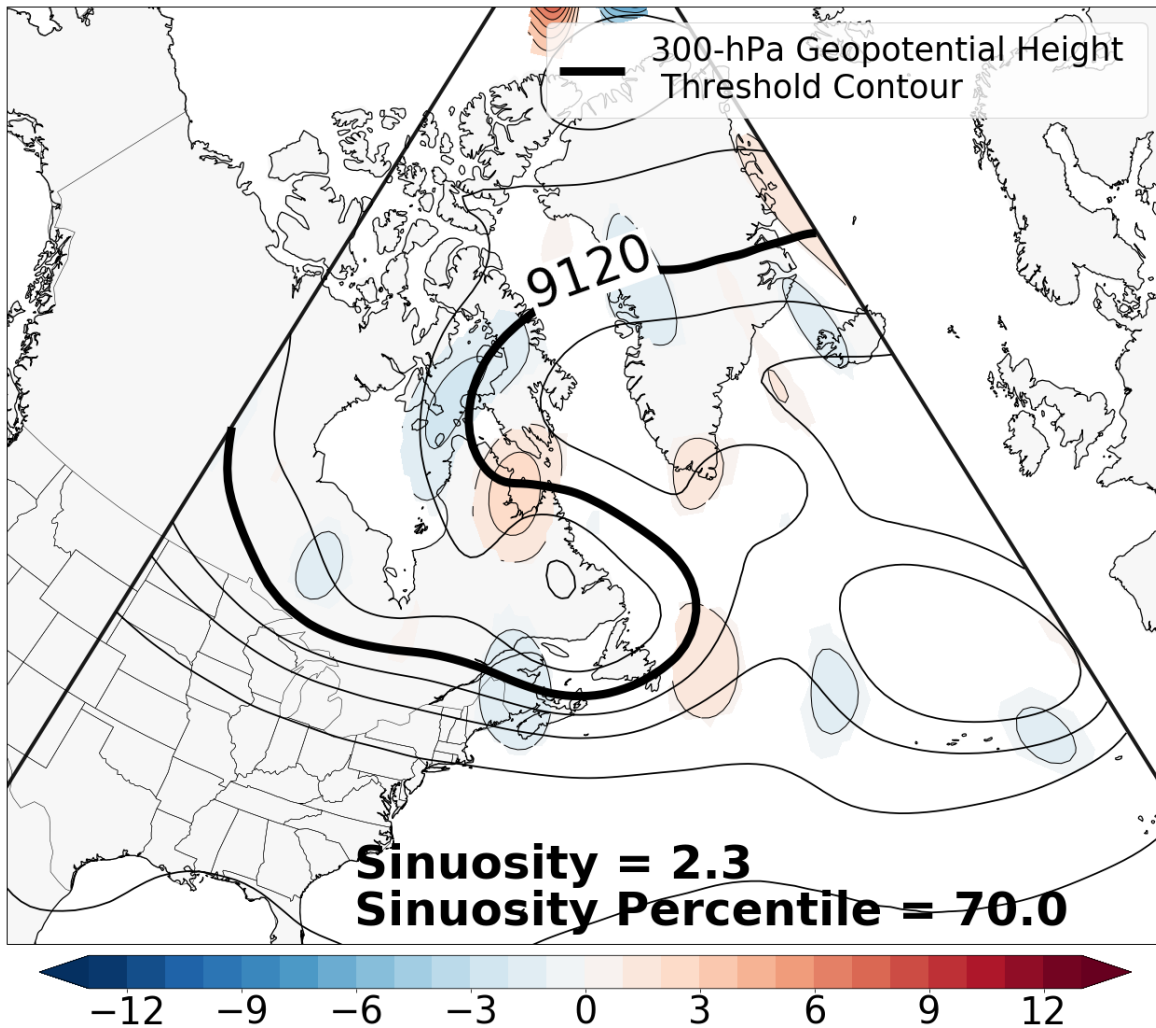 300-hPa Geopotential Height
Threshold Contour
9120
Sinuosity = 2.3
Sinuosity Percentile = 70.0
−12 −9 −6 −3 0 3 6 9 12